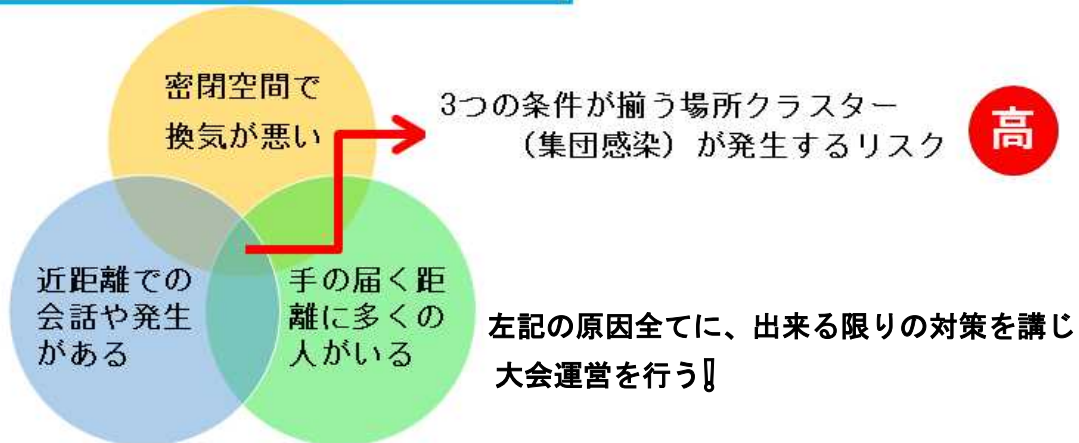 密閉空間で
換気が悪い
3つの条件が揃う場所クラスター
（集団感染）が発生するリスク
高
近距離での
会話や発生
がある
手の届く距
離に多くの
人がいる
左記の原因全てに、出来る限りの対策を講じ
大会運営を行う‼